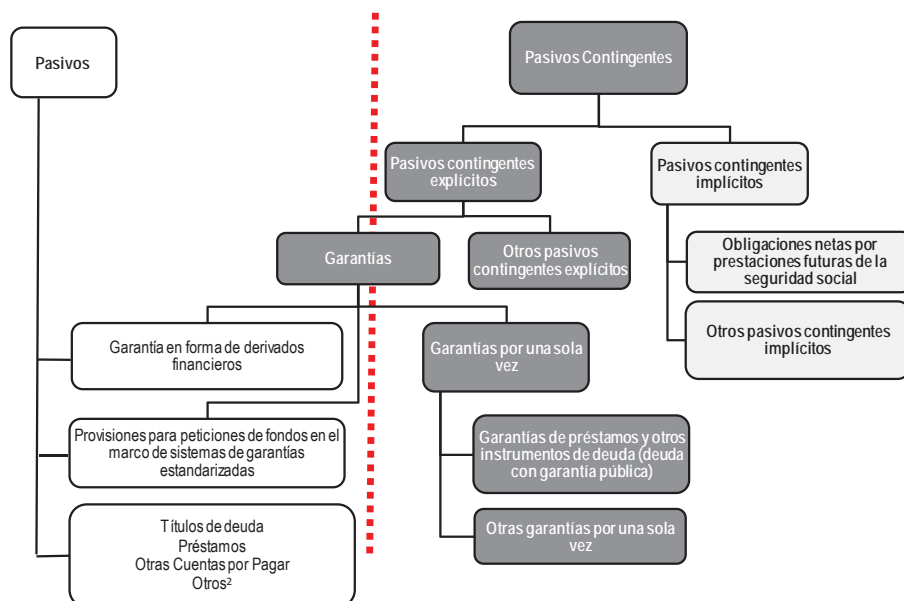 Pasivos
Pasivos Contingentes
Pasivos contingentes
explícitos
Pasivos contingentes
implícitos
Garantías
Otros pasivos
contingentes explícitos
Obligaciones netas por
prestaciones futuras de la
seguridad social
Otros pasivos contingentes
implícitos
Garantía en forma de derivados
financieros
Garantías por una sola
vez
Provisiones para peticiones de fondos en el
marco de sistemas de garantías
estandarizadas
Garantías de préstamos y otros
instrumentos de deuda (deuda
con garantía pública)
Títulos de deuda
Préstamos
Otras Cuentas por Pagar
Otros²
Otras garantías por una sola
vez